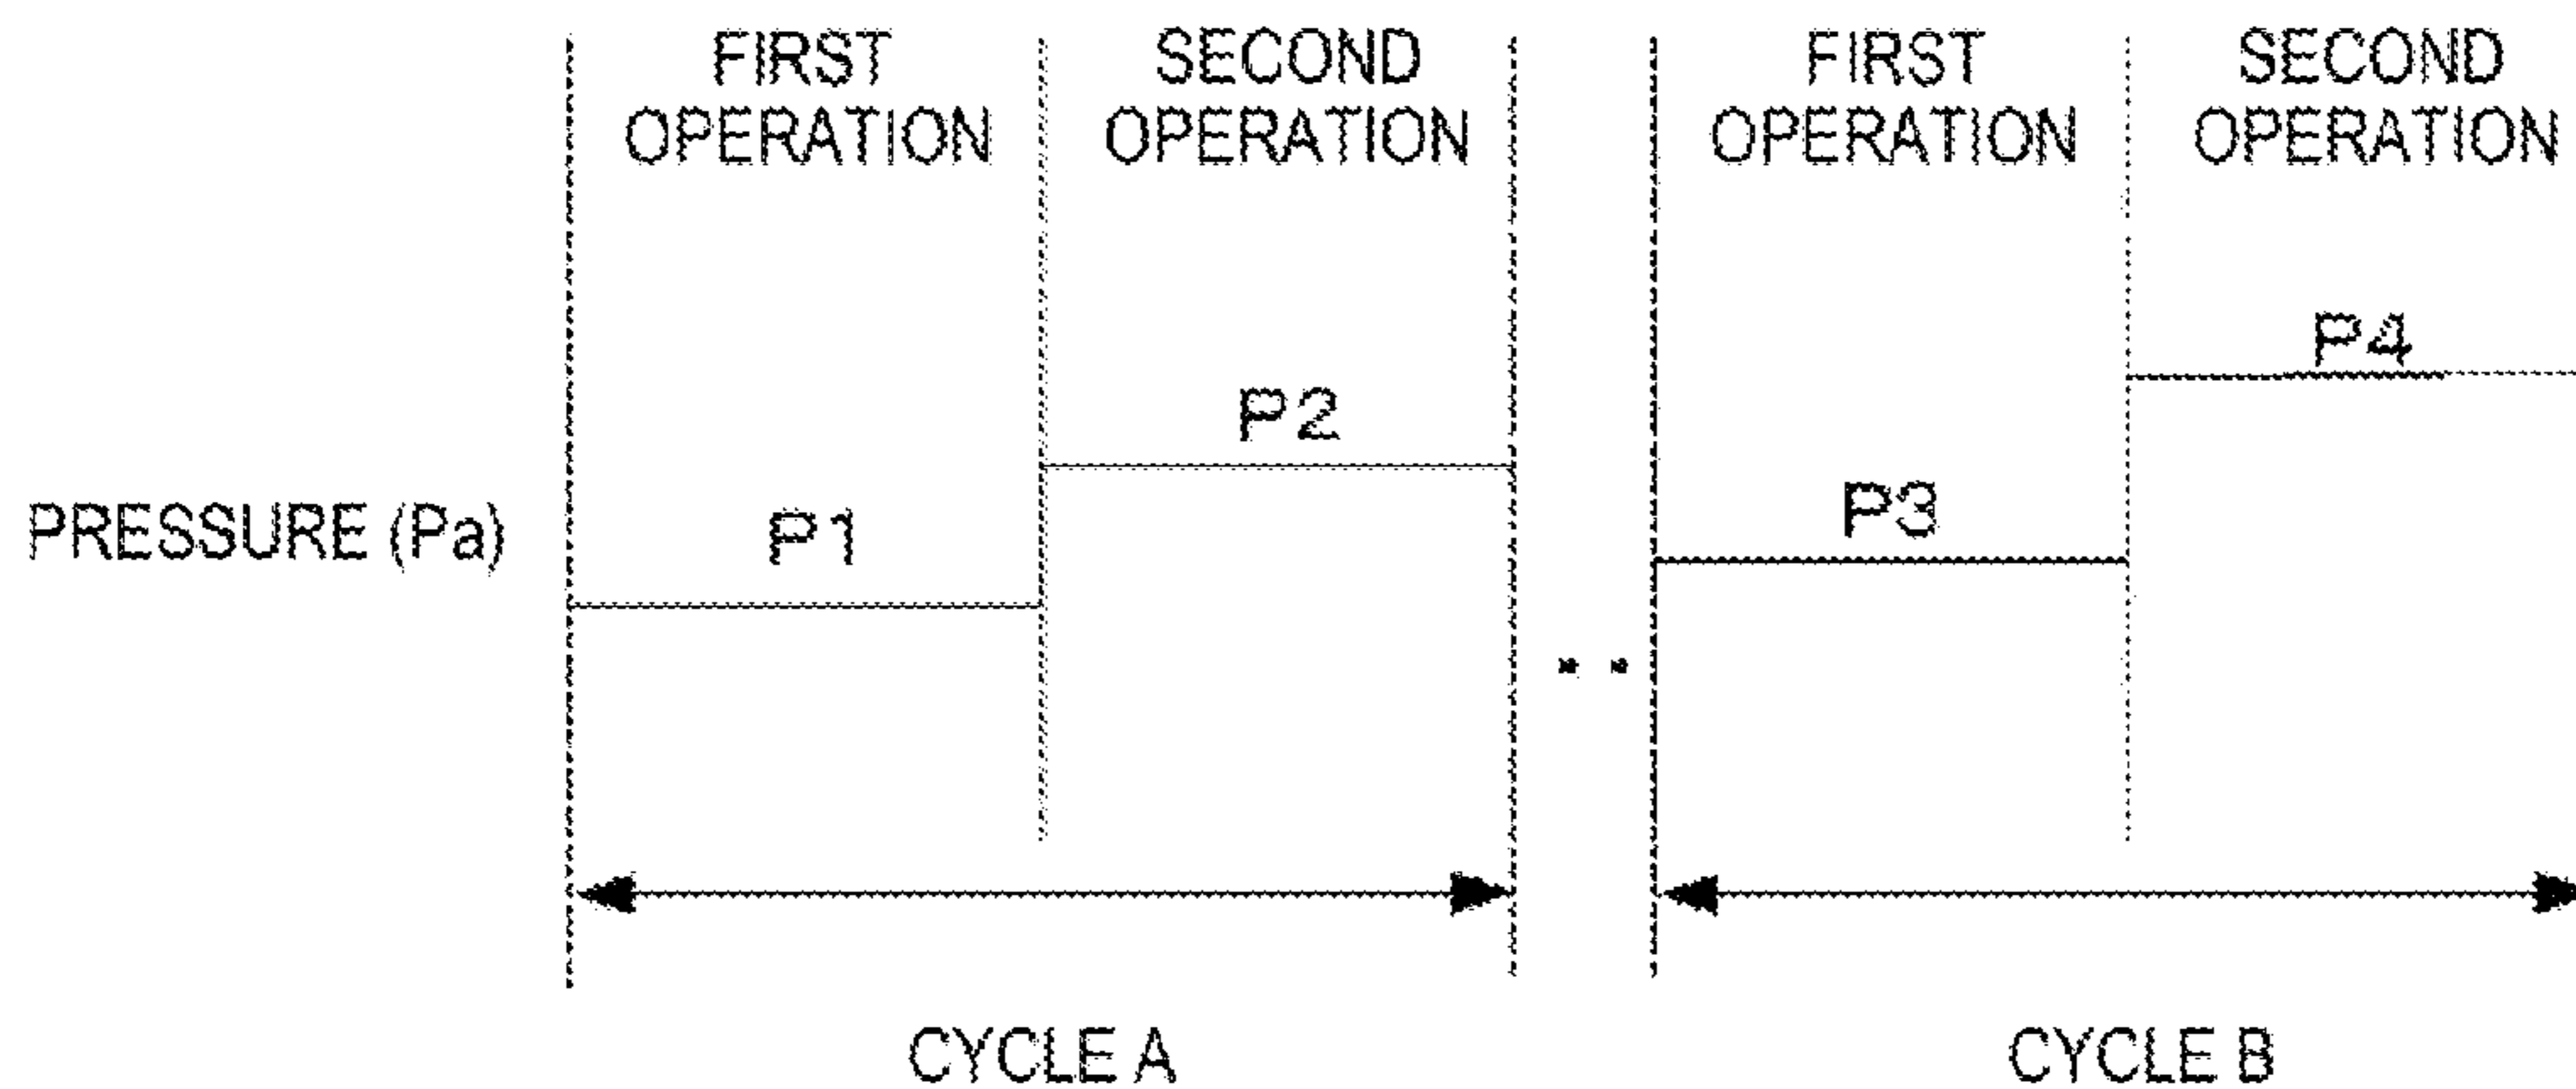 FIRST
OPERATION
SECOND
OPERATION
FIRST
OPERATION
SECOND
OPERATION
P4
P2
P3
PRESSURE (Pa)
P1
CYCLE A
CYCLE B